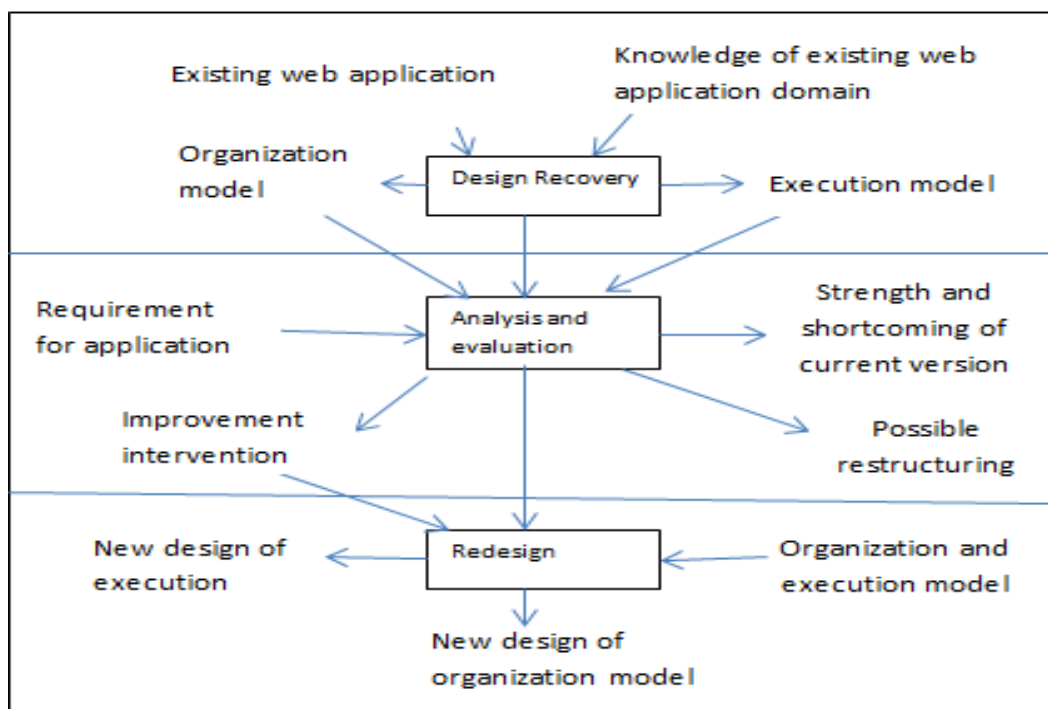 Existing web application
Knowledge of existing web
application domain
Organization
model
Design Recovery
Execution model
Requirement
for application
Analysis and
evaluation
Strength and
shortcoming of
current version
Improvement
intervention
Possible
restructuring
New design of
execution
Redesign
Organization and
execution model
New design of
organization model